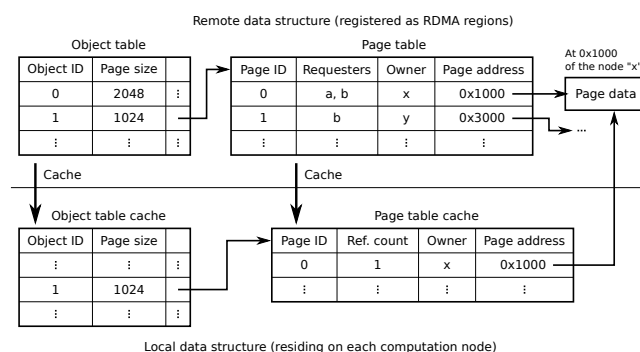 Remote data structure (registered as RDMA regions)
Object table
Page table
At 0x1000
of the node "x"
Object ID Page size
0 2048 ⋮
1 1024
⋮ ⋮ ⋮
Page ID Requesters Owner Page address
0 a, b x 0x1000
1 b y 0x3000
⋮ ⋮ ⋮ ⋮
Page data
...
Cache
Cache
Object table cache
Page table cache
Object ID Page size
⋮ ⋮ ⋮
1 1024
⋮ ⋮ ⋮
Page ID Ref. count Owner Page address
0 1 x 0x1000
⋮ ⋮ ⋮ ⋮
Local data structure (residing on each computation node)